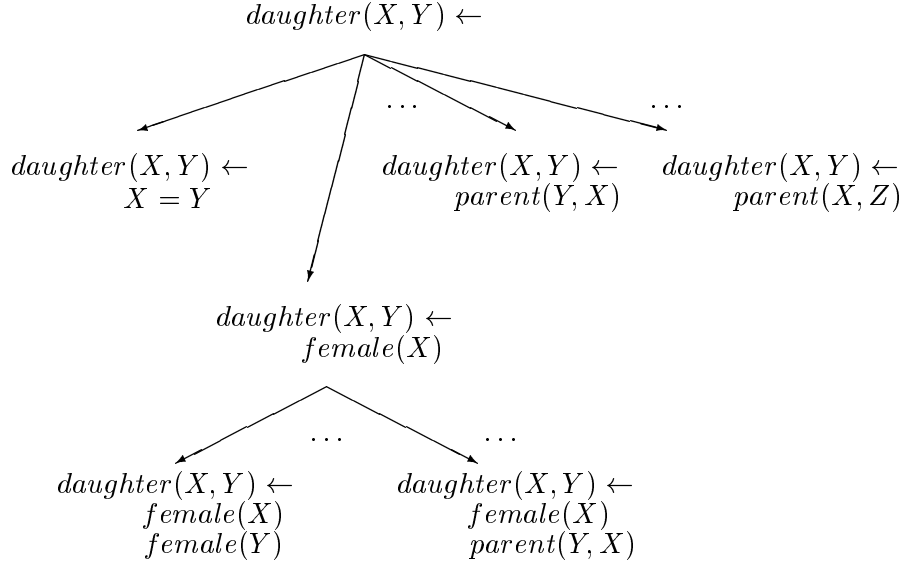 daughter(X, Y) ←
. . .
. . .
daughter(X, Y) ←
X = Y
daughter(X, Y) ←
parent(Y, X)
daughter(X, Y) ←
parent(X, Z)
daughter(X, Y) ←
female(X)
. . .
. . .
daughter(X, Y) ←
female(X)
female(Y)
daughter(X, Y) ←
female(X)
parent(Y, X)